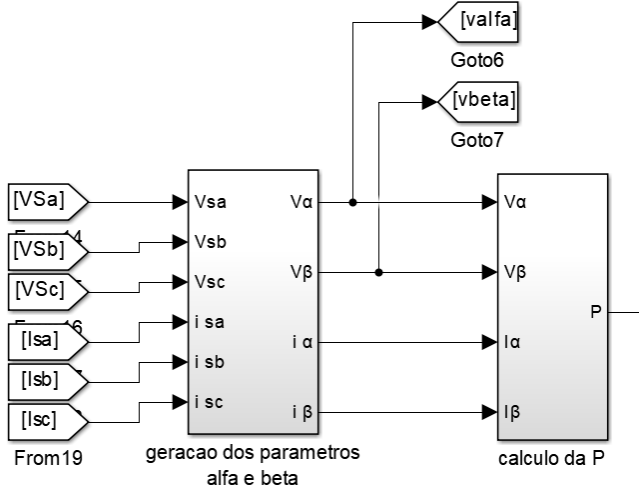 [valfa]
Goto6
[vbeta]
Goto7
[VSa]
[VSb]
[VSc]
[Isa]
[Isb]
[Isc]
From19
Vsa
Vsb
Vsc
i sa
i sb
i sc
Vα
Vβ
i α
i β
geracao dos parametros
alfa e beta
Vα
Vβ
Iα
Iβ
P
calculo da P